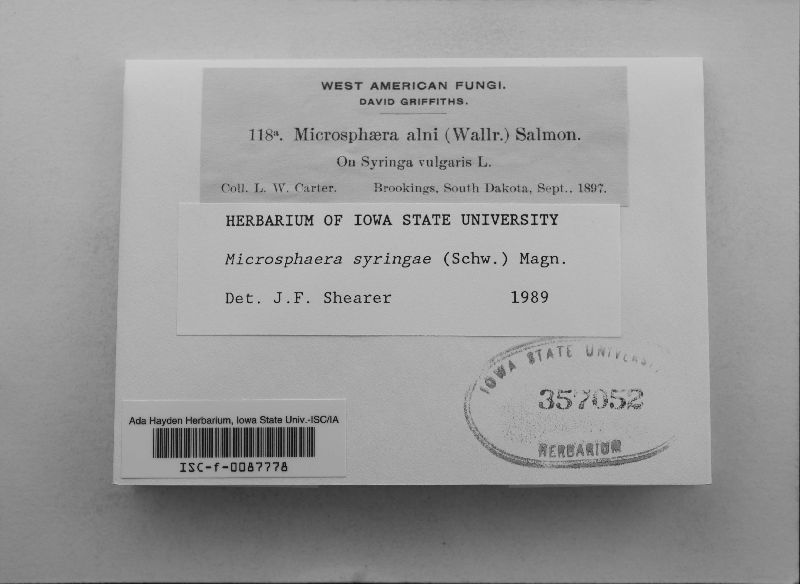 WEST AMERICAN FUNGI.
DAVID GRIFFITHS.
118ª. Microsphæra alni (Wallr.) Salmon.
On Syringa vulgaris L.
Coll. L. W. Carter. Brookings, South Dakota, Sept., 1897.
HERBARIUM OF IOWA STATE UNIVERSITY
Microsphaera syringae (Schw.) Magn.
Det. J.F. Shearer 1989
IOWA STATE UNIVERSITY
357052
HERBARIUM
Ada Hayden Herbarium, Iowa State Univ.-ISC/IA
ISC-f-0087778